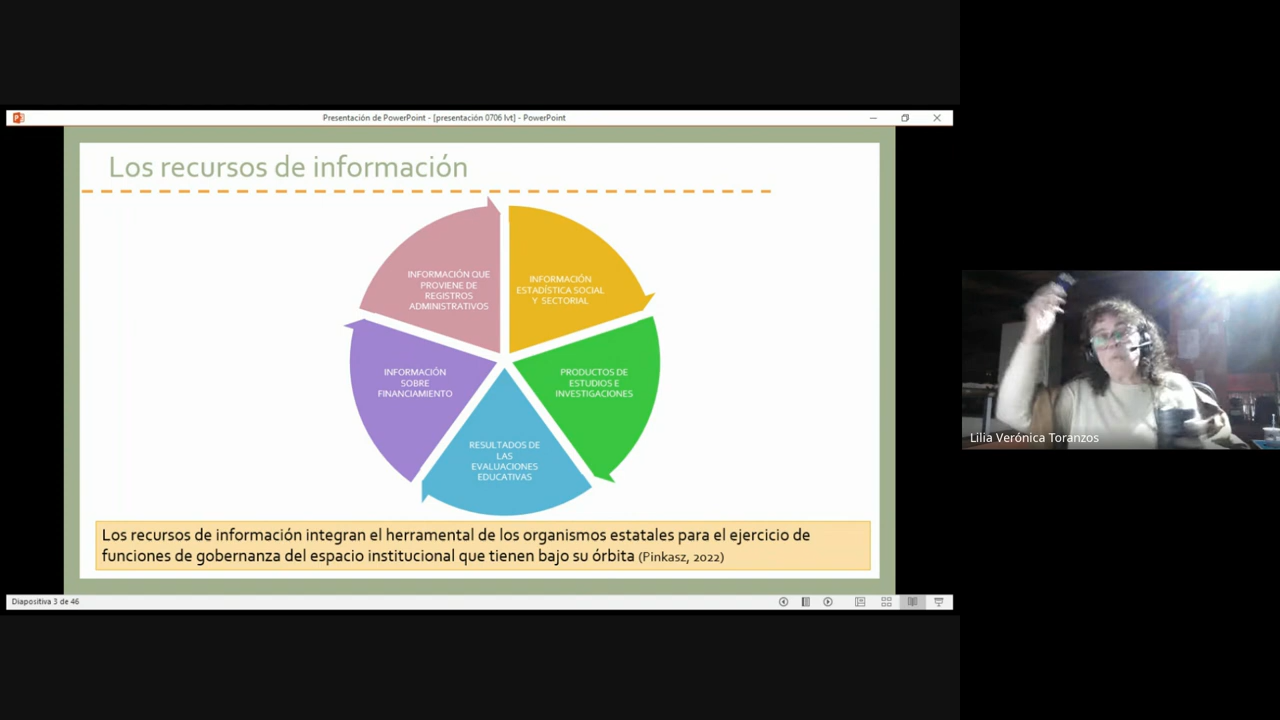 Presentación de PowerPoint - [presentación 0706 lvt] - PowerPoint
Los recursos de información
INFORMACIÓN QUE
PROVIENE DE
REGISTROS
ADMINISTRATIVOS
INFORMACIÓN
ESTADÍSTICA SOCIAL
Y SECTORIAL
INFORMACIÓN
SOBRE
FINANCIAMIENTO
PRODUCTOS DE
ESTUDIOS E
INVESTIGACIONES
RESULTADOS DE
LAS
EVALUACIONES
EDUCATIVAS
Los recursos de información integran el herramental de los organismos estatales para el ejercicio de
funciones de gobernanza del espacio institucional que tienen bajo su órbita (Pinkasz, 2022)
Diapositiva 3 de 46
Lilia Verónica Toranzos